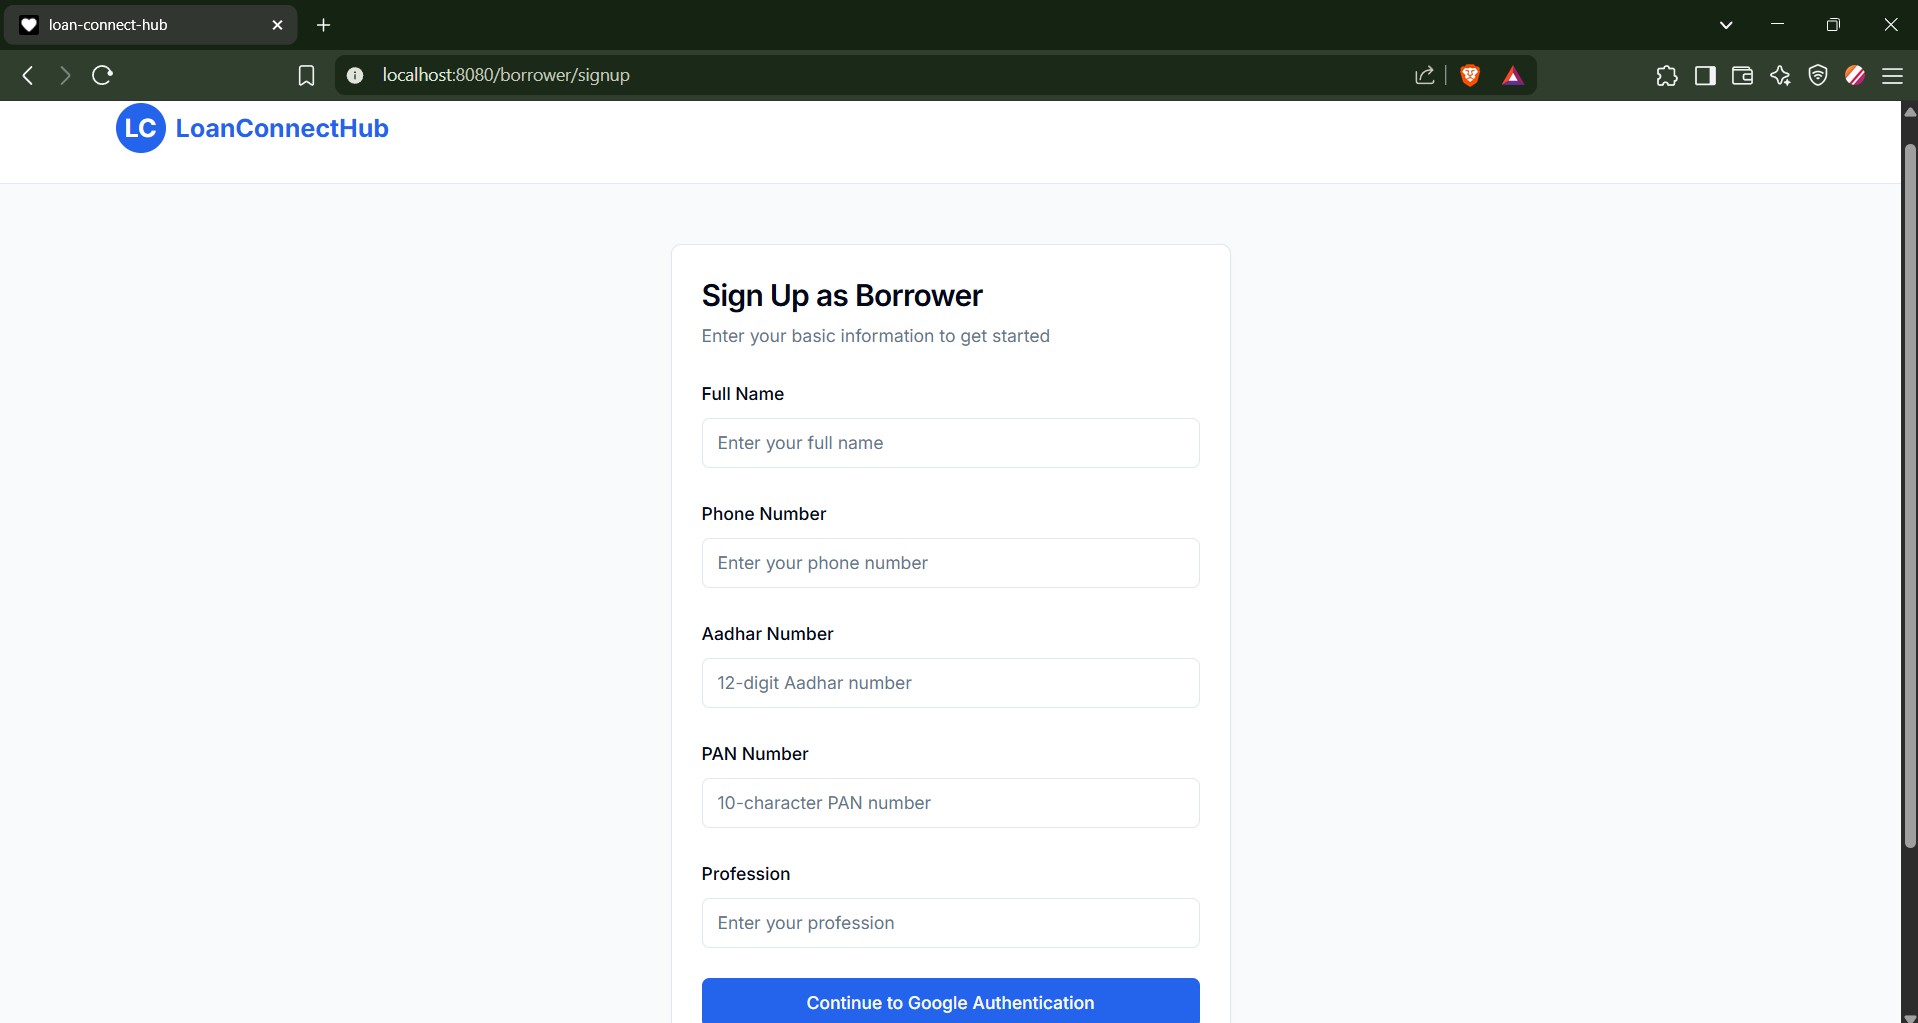 loan-connect-hub
localhost:8080/borrower/signup
LC LoanConnectHub
Sign Up as Borrower
Enter your basic information to get started
Full Name
Enter your full name
Phone Number
Enter your phone number
Aadhar Number
12-digit Aadhar number
PAN Number
10-character PAN number
Profession
Enter your profession
Continue to Google Authentication